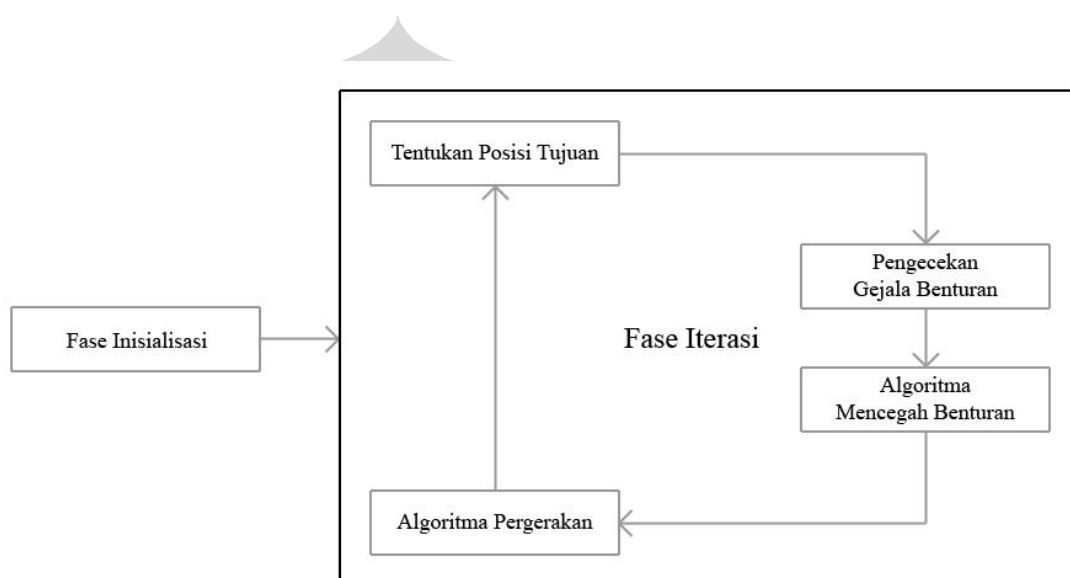 Tentukan Posisi Tujuan
Pengecekan
Gejala Benturan
Fase Inisialisasi
Fase Iterasi
Algoritma
Mencegah Benturan
Algoritma Pergerakan